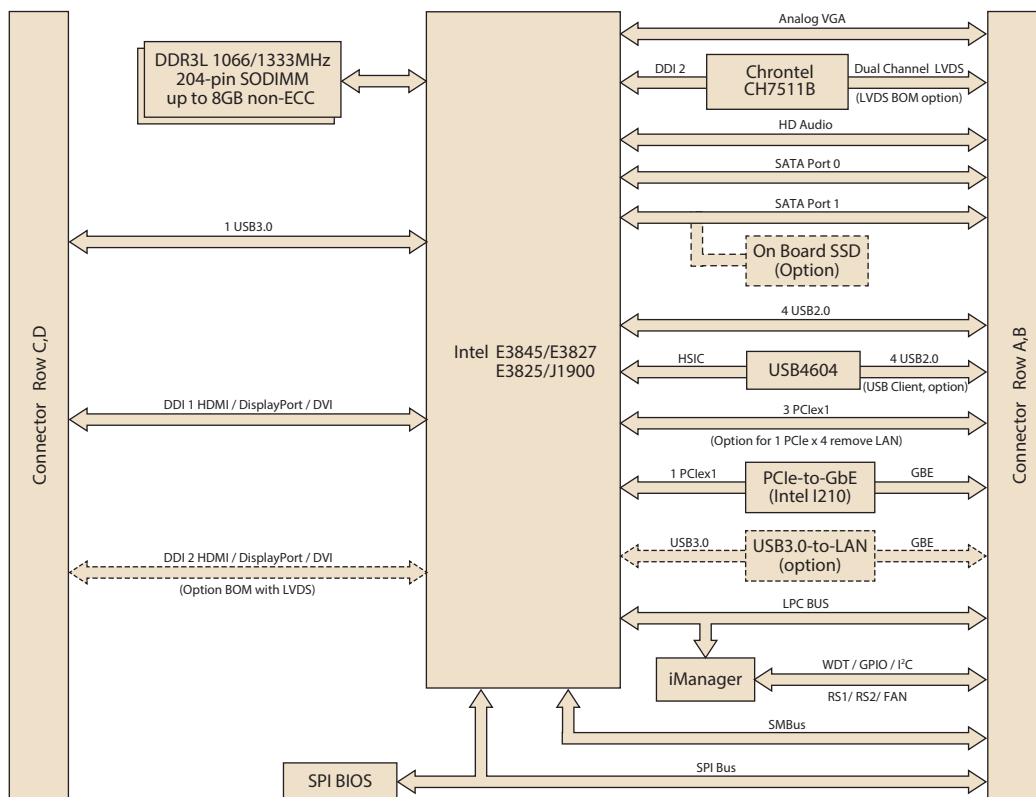 DDR3L 1066/1333MHz
204-pin SODIMM
up to 8GB non-ECC
1 USB3.0
Connector Row C,D
DDI 1 HDMI / DisplayPort / DVI
DDI 2 HDMI / DisplayPort / DVI
(Option BOM with LVDS)
SPI BIOS
Intel E3845/E3827
E3825/J1900
Analog VGA
DDI 2
Chrontel
CH7511B
Dual Channel LVDS
(LVDS BOM option)
HD Audio
SATA Port 0
SATA Port 1
On Board SSD
(Option)
4 USB2.0
HSIC
USB4604
4 USB2.0
(USB Client, option)
3 PCIex1
(Option for 1 PCIe x 4 remove LAN)
1 PCIex1
PCIe-to-GbE
(Intel I210)
GBE
USB3.0
USB3.0-to-LAN
(option)
GBE
LPC BUS
iManager
WDT / GPIO / I²C
RS1/ RS2/ FAN
SMBus
SPI Bus
Connector Row A,B